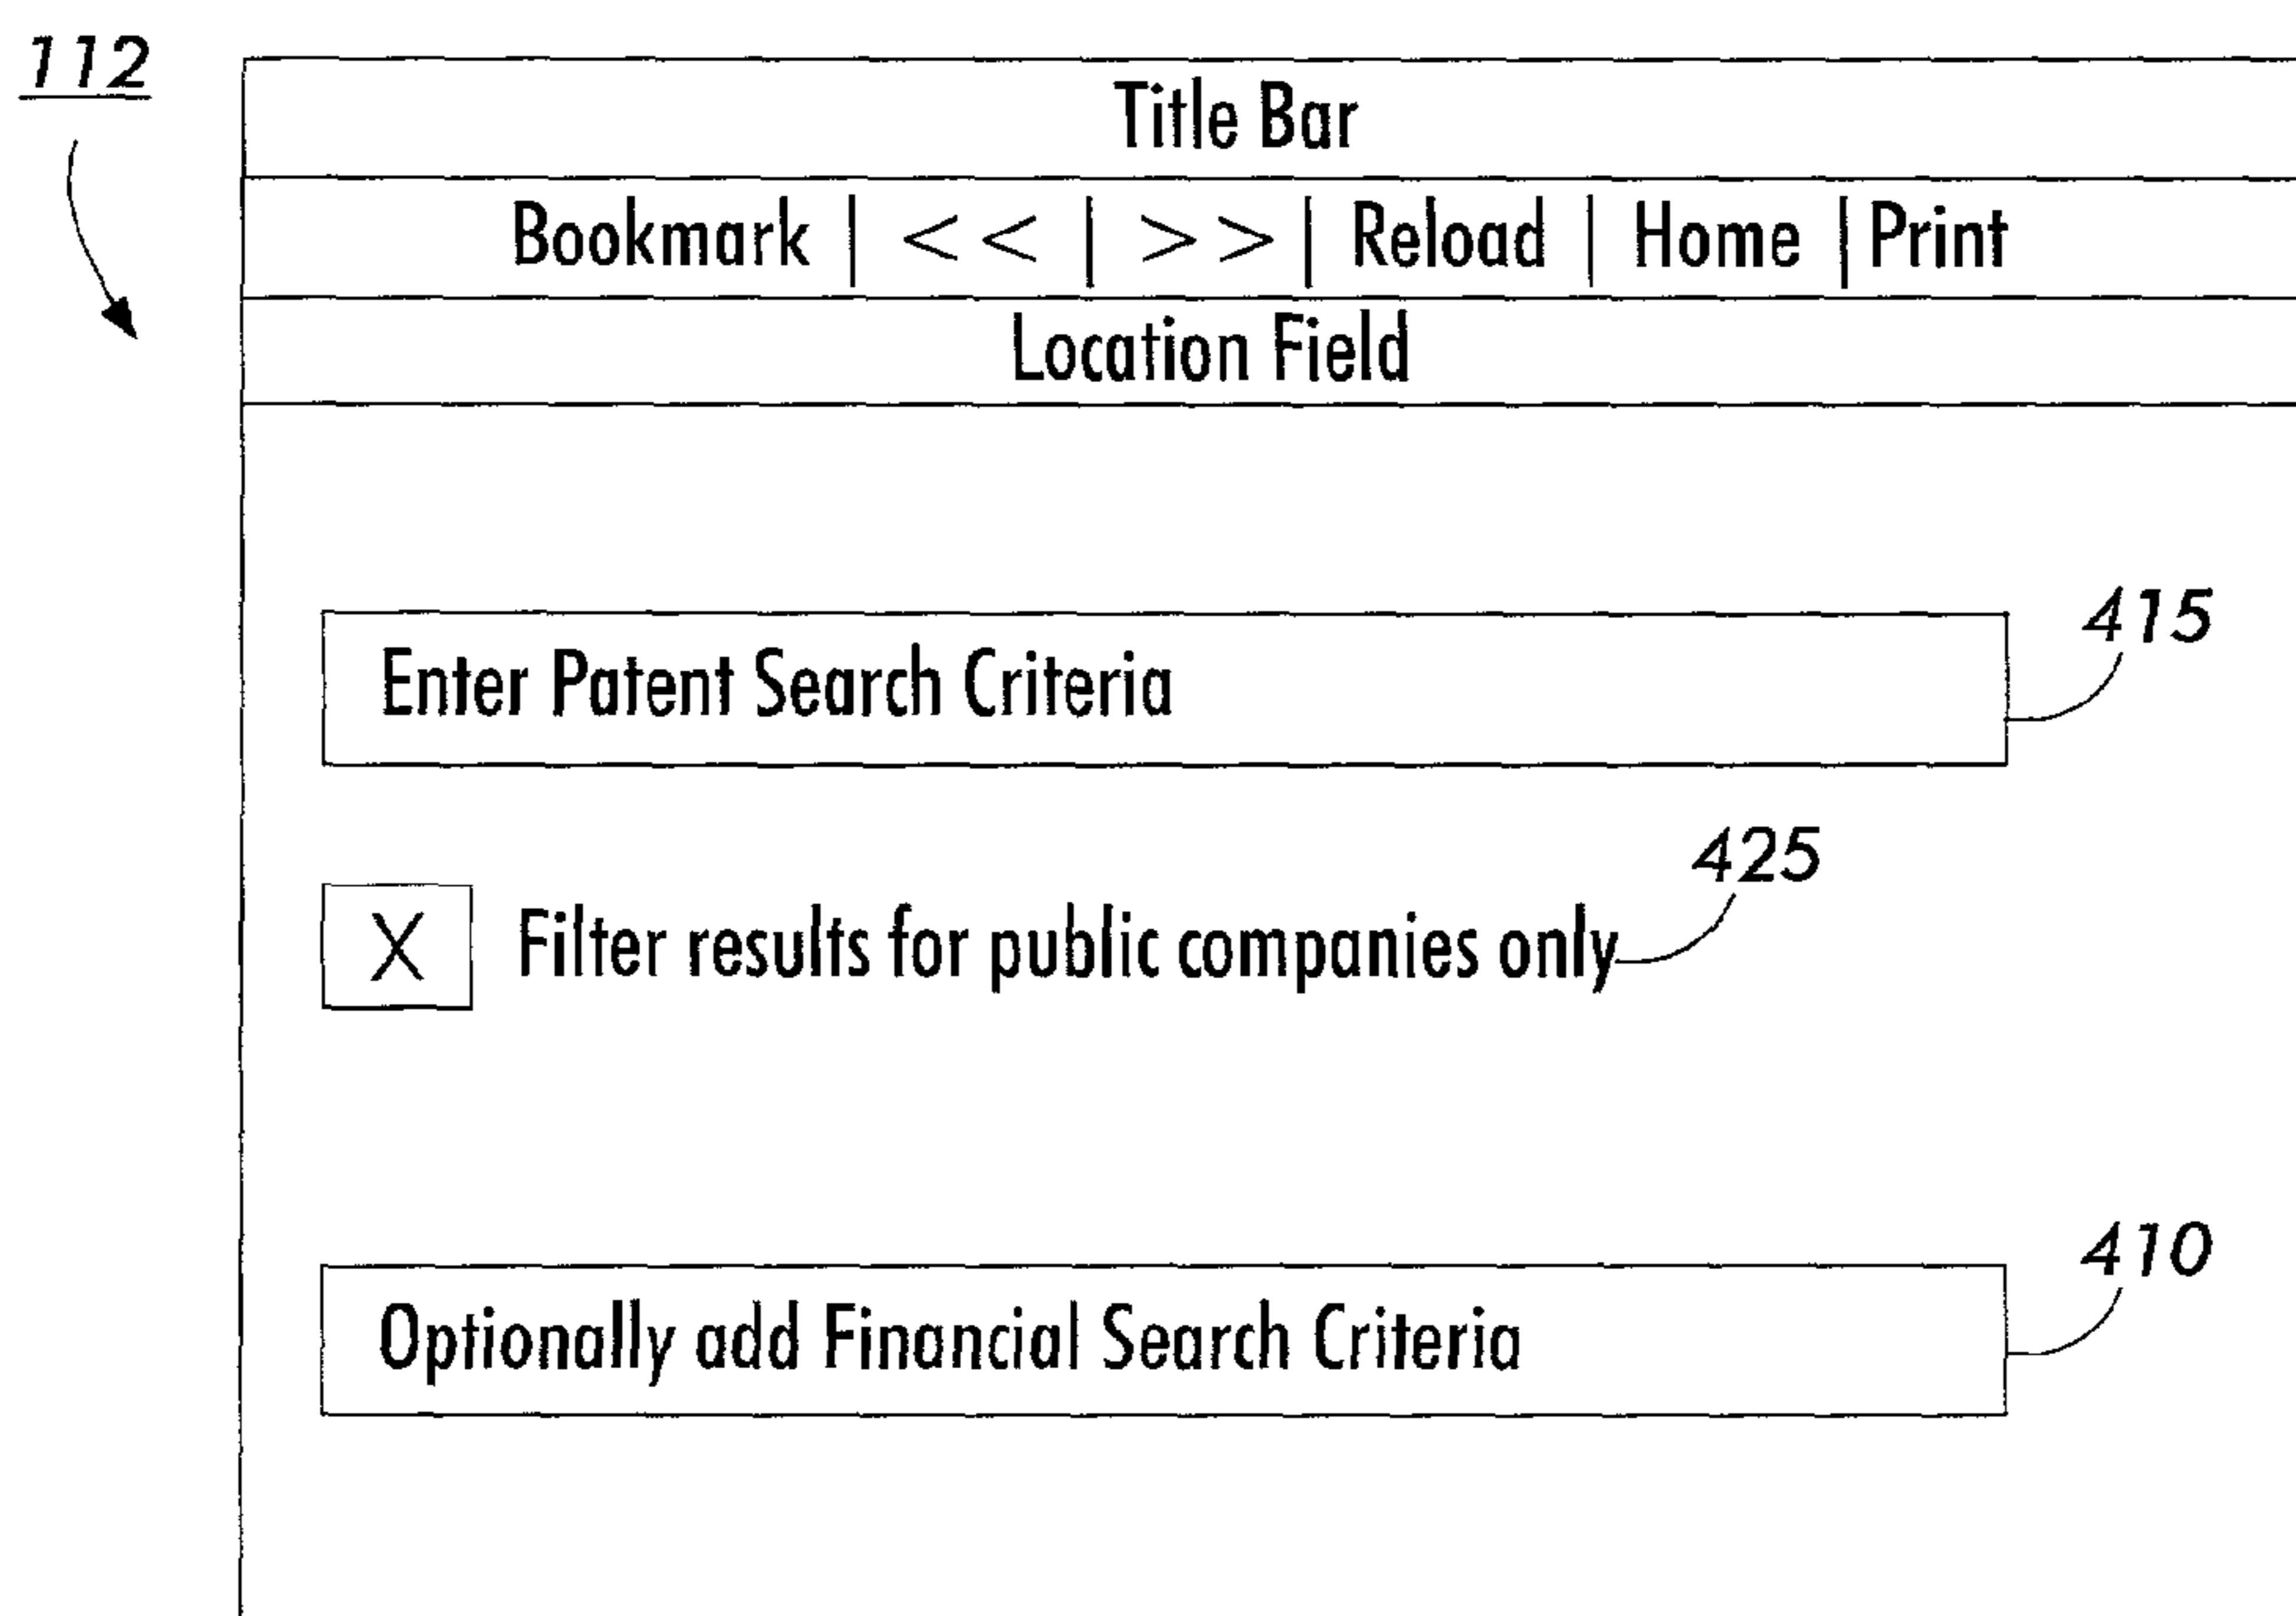 112
Title Bar
Bookmark | << | >> | Reload | Home | Print
Location Field
415
Enter Patent Search Criteria
425
X Filter results for public companies only
410
Optionally add Financial Search Criteria